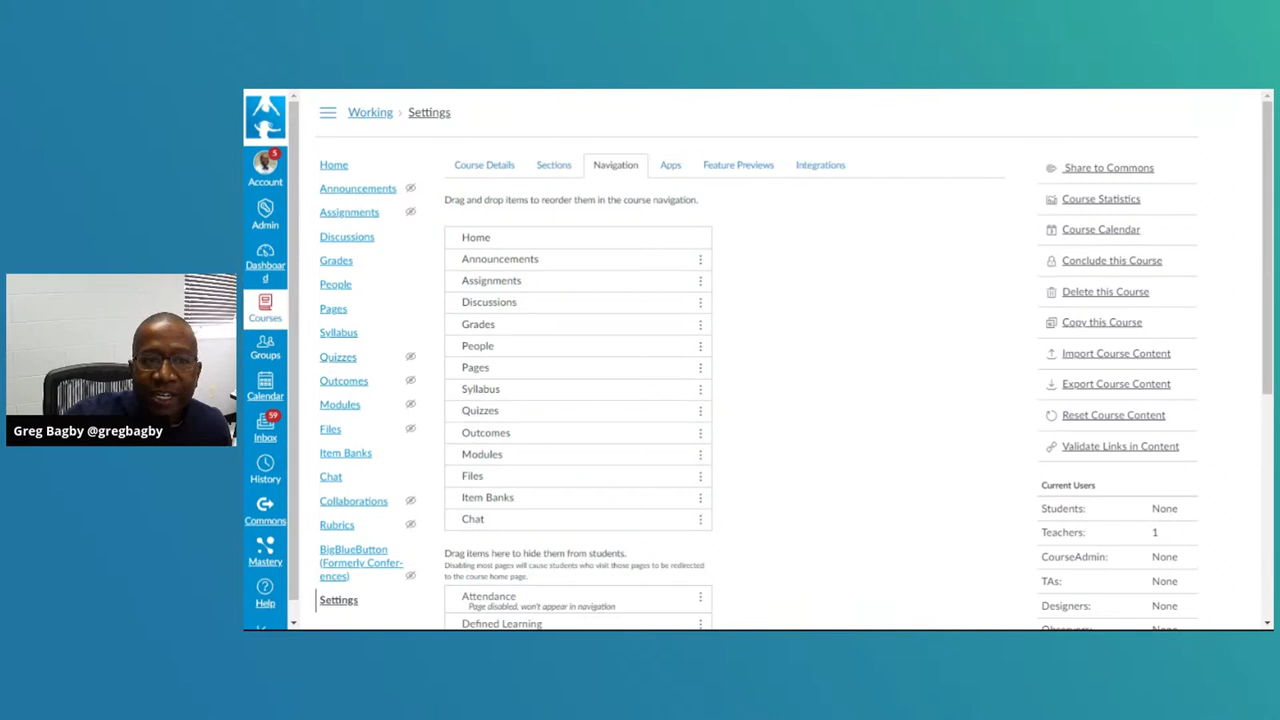 Working › Settings
5
Account
Admin
Dashboar
d
Courses
Groups
Calendar
59
Inbox
History
Commons
Mastery
Help
Home
Announcements
Assignments
Discussions
Grades
People
Pages
Syllabus
Quizzes
Outcomes
Modules
Files
Item Banks
Chat
Collaborations
Rubrics
BigBlueButton
(Formerly Confer-
ences)
Settings
Course Details Sections Navigation Apps Feature Previews Integrations
Drag and drop items to reorder them in the course navigation.
Home
Announcements
Assignments
Discussions
Grades
People
Pages
Syllabus
Quizzes
Outcomes
Modules
Files
Item Banks
Chat
Drag items here to hide them from students.
Disabling most pages will cause students who visit those pages to be redirected
to the course home page.
Attendance
Page disabled, won't appear in navigation
Defined Learning
Share to Commons
Course Statistics
Course Calendar
Conclude this Course
Delete this Course
Copy this Course
Import Course Content
Export Course Content
Reset Course Content
Validate Links in Content
Current Users
Students: None
Teachers: 1
CourseAdmin: None
TAs: None
Designers: None
Greg Bagby @gregbagby